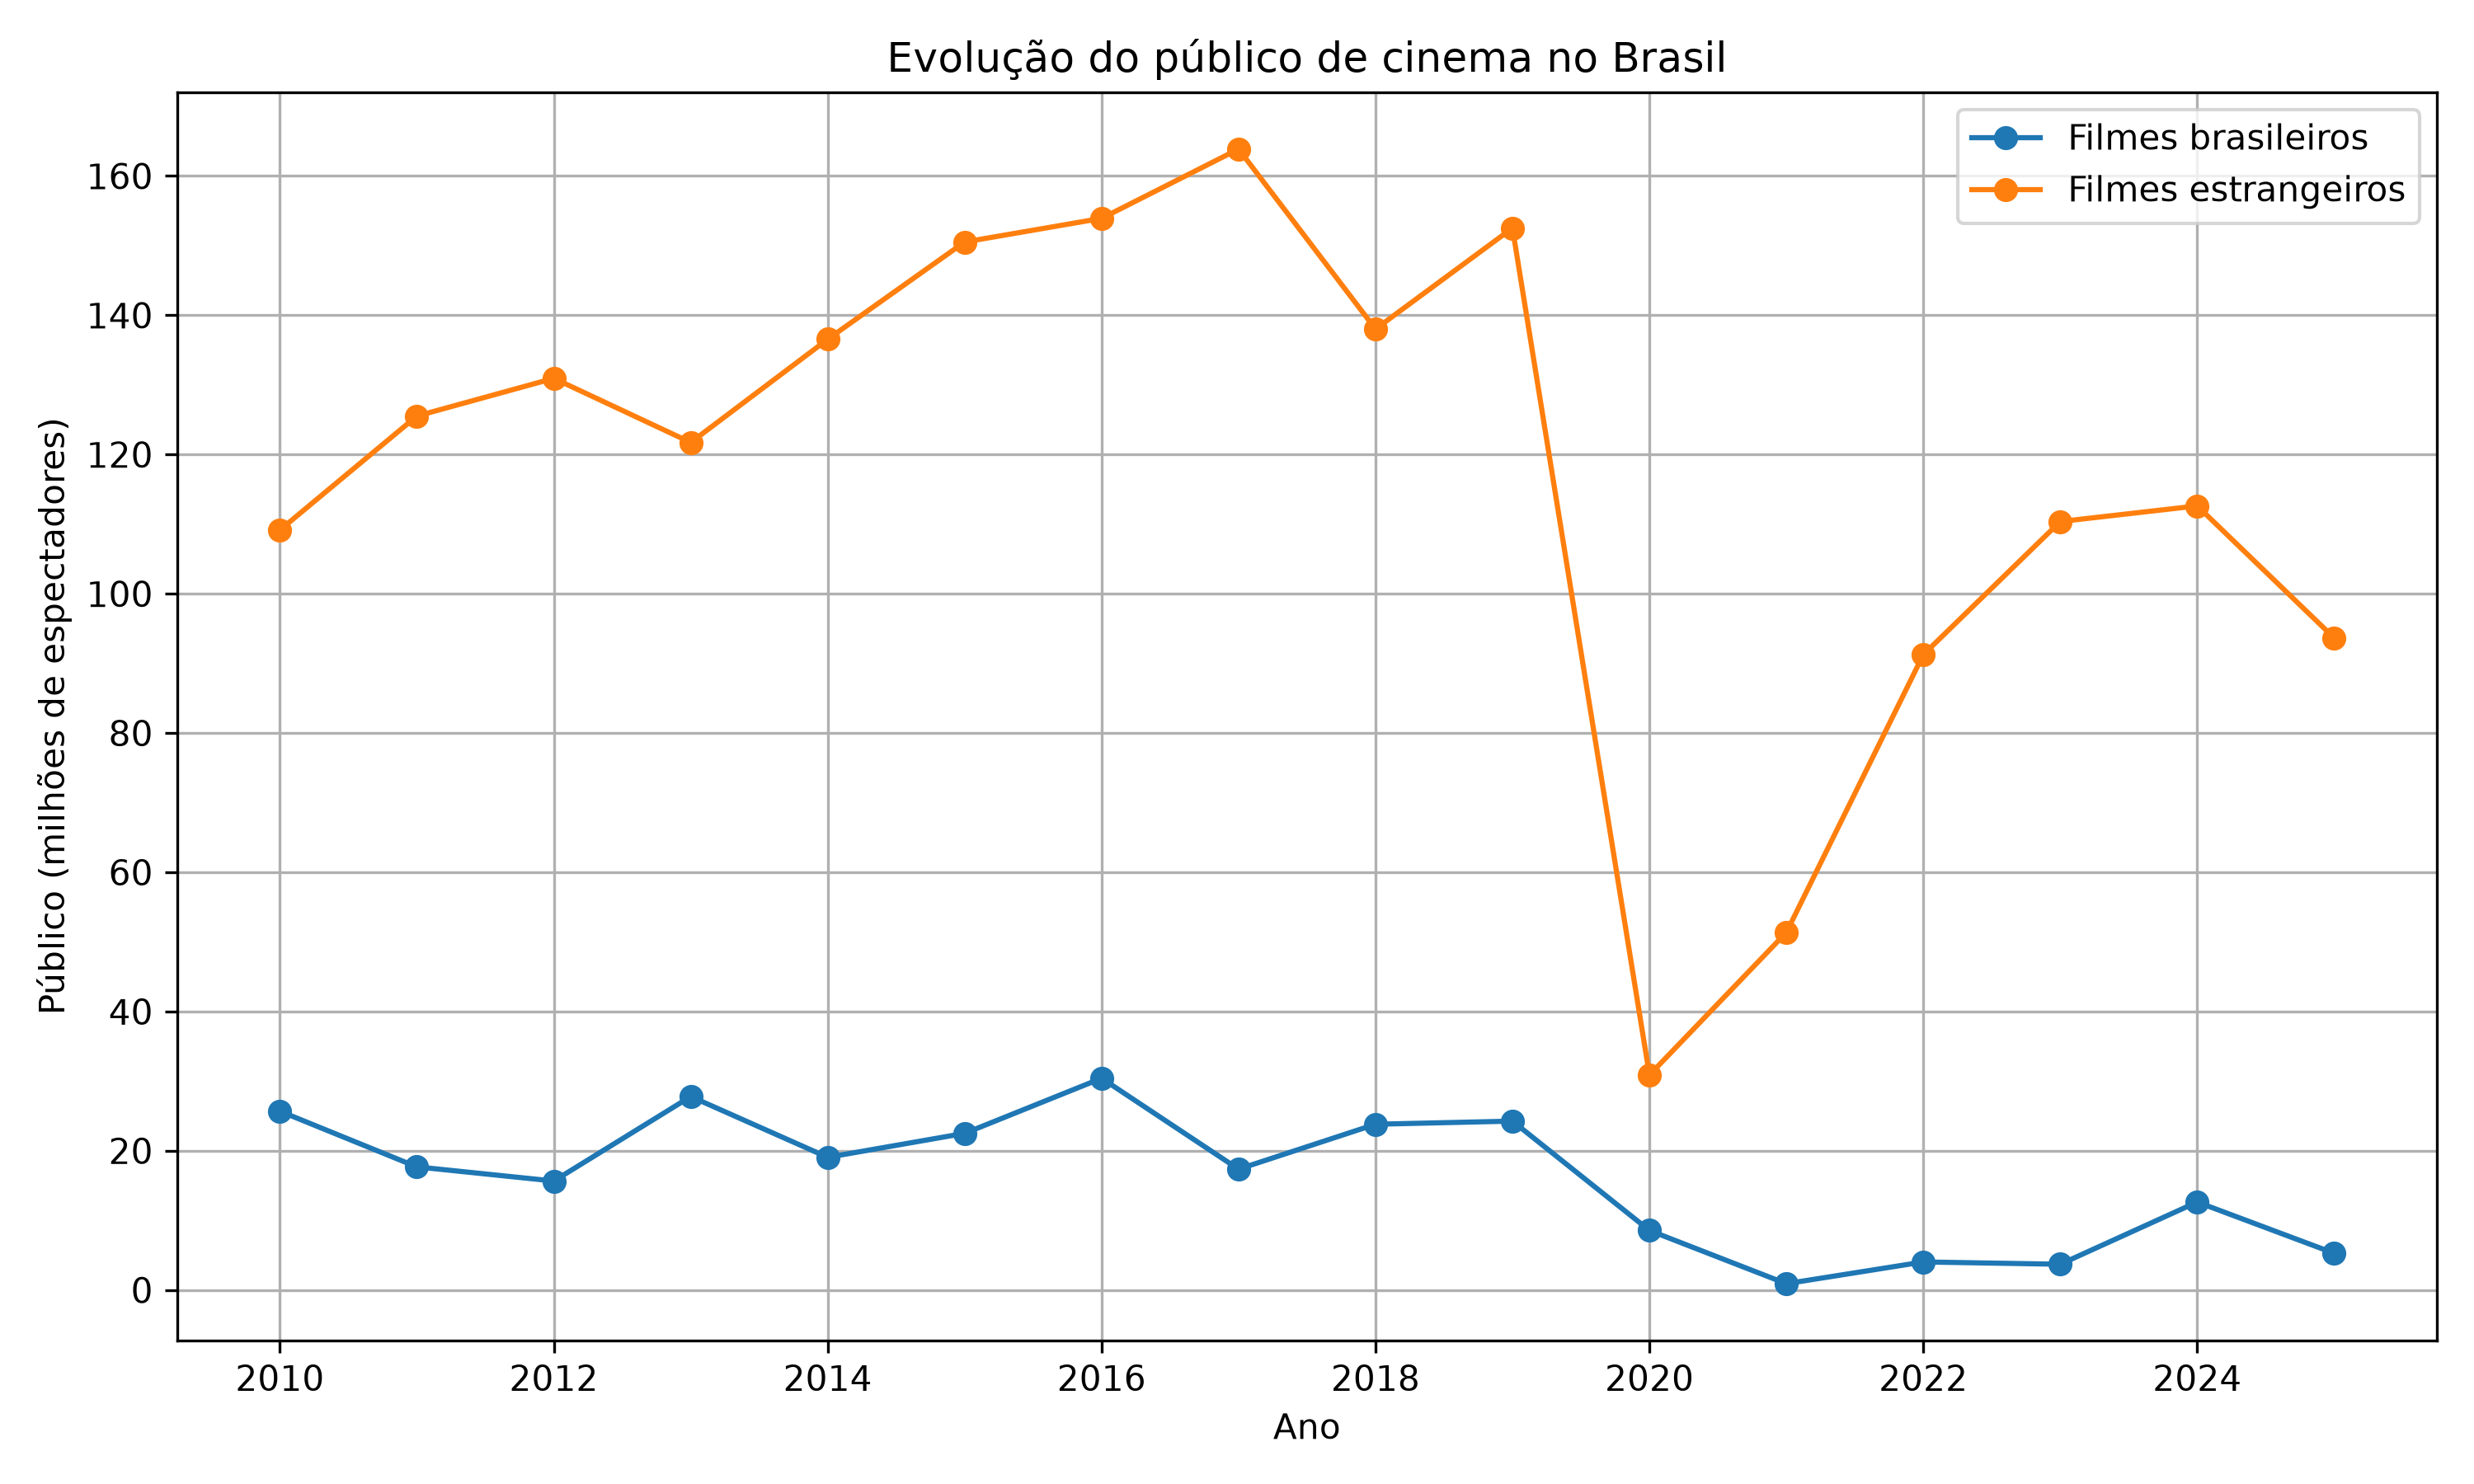 Evolução do público de cinema no Brasil
Filmes brasileiros
Filmes estrangeiros
Público (milhões de espectadores)
160
140
120
100
80
60
40
20
0
2010 2012 2014 2016 2018 2020 2022 2024
Ano